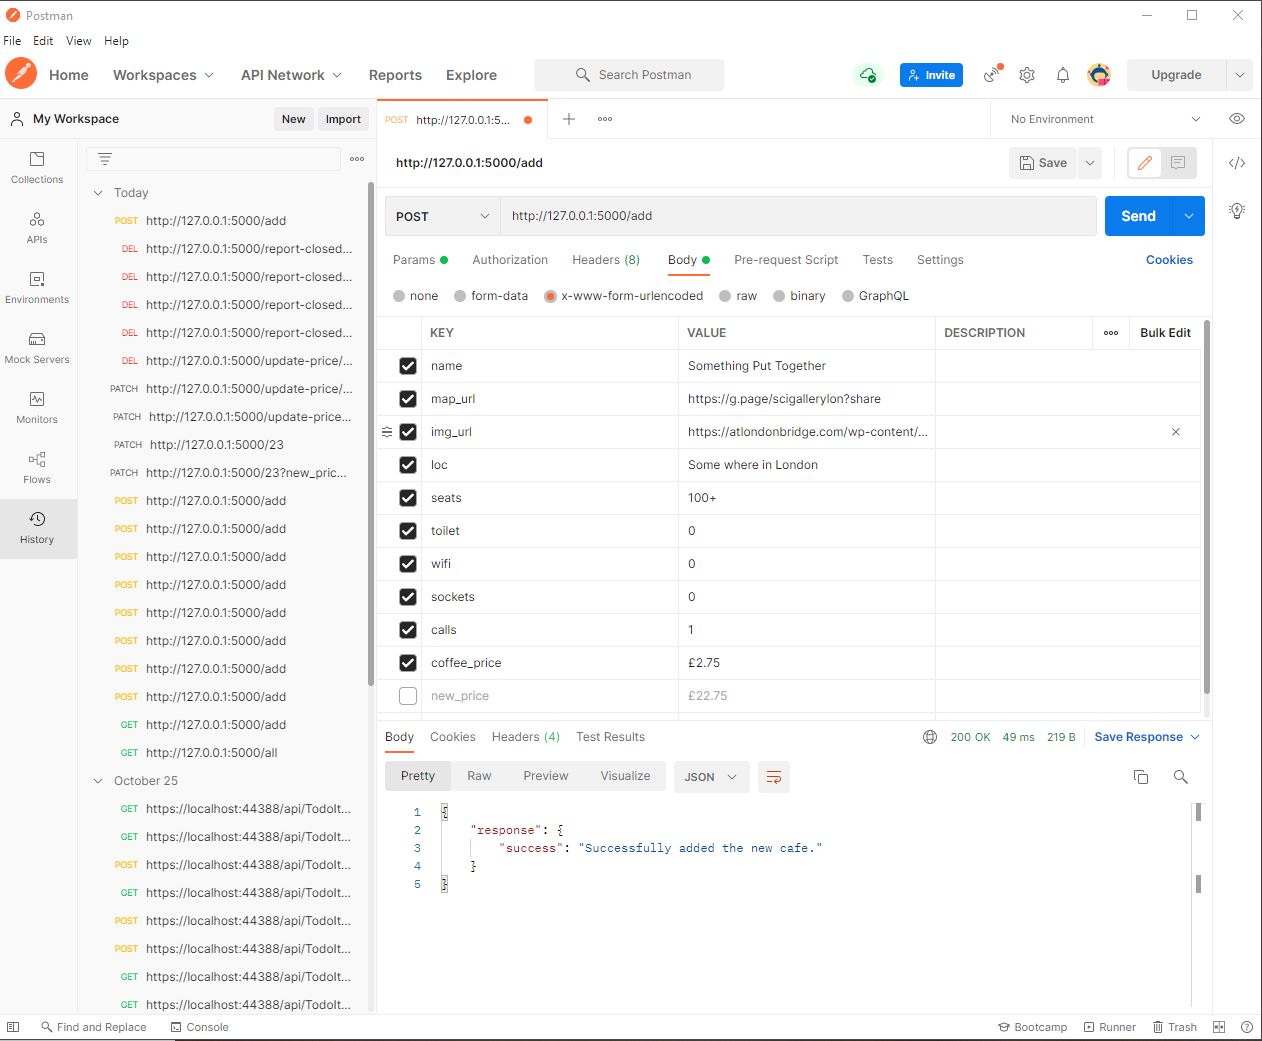 Postman
File Edit View Help
Home Workspaces API Network Reports Explore Search Postman Invite Upgrade
My Workspace New Import POST http://127.0.0.1:5... No Environment
http://127.0.0.1:5000/add Save
Collections
APIs
Environments
Mock Servers
Monitors
Flows
History
Today
POST http://127.0.0.1:5000/add
DEL http://127.0.0.1:5000/report-closed...
DEL http://127.0.0.1:5000/report-closed...
DEL http://127.0.0.1:5000/report-closed...
DEL http://127.0.0.1:5000/report-closed...
DEL http://127.0.0.1:5000/update-price/...
PATCH http://127.0.0.1:5000/update-price/...
PATCH http://127.0.0.1:5000/update-price...
PATCH http://127.0.0.1:5000/23
PATCH http://127.0.0.1:5000/23?new_pric...
POST http://127.0.0.1:5000/add
POST http://127.0.0.1:5000/add
POST http://127.0.0.1:5000/add
POST http://127.0.0.1:5000/add
POST http://127.0.0.1:5000/add
POST http://127.0.0.1:5000/add
POST http://127.0.0.1:5000/add
POST http://127.0.0.1:5000/add
GET http://127.0.0.1:5000/add
GET http://127.0.0.1:5000/all
October 25
GET https://localhost:44388/api/TodoIt...
GET https://localhost:44388/api/TodoIt...
POST https://localhost:44388/api/TodoIt...
GET https://localhost:44388/api/TodoIt...
POST https://localhost:44388/api/TodoIt...
POST https://localhost:44388/api/TodoIt...
GET https://localhost:44388/api/TodoIt...
GET https://localhost:44388/api/TodoIt...
POST http://127.0.0.1:5000/add Send
Params Authorization Headers (8) Body Pre-request Script Tests Settings Cookies
none form-data x-www-form-urlencoded raw binary GraphQL
KEY VALUE DESCRIPTION Bulk Edit
name Something Put Together
map_url https://g.page/scigallerylon?share
img_url https://atlondonbridge.com/wp-content/...
loc Some where in London
seats 100+
toilet 0
wifi 0
sockets 0
calls 1
coffee_price £2.75
new_price £22.75
Body Cookies Headers (4) Test Results 200 OK 49 ms 219 B Save Response
Pretty Raw Preview Visualize JSON
1 {
2 "response": {
3 "success": "Successfully added the new cafe."
4 }
5 }
Find and Replace Console Bootcamp Runner Trash